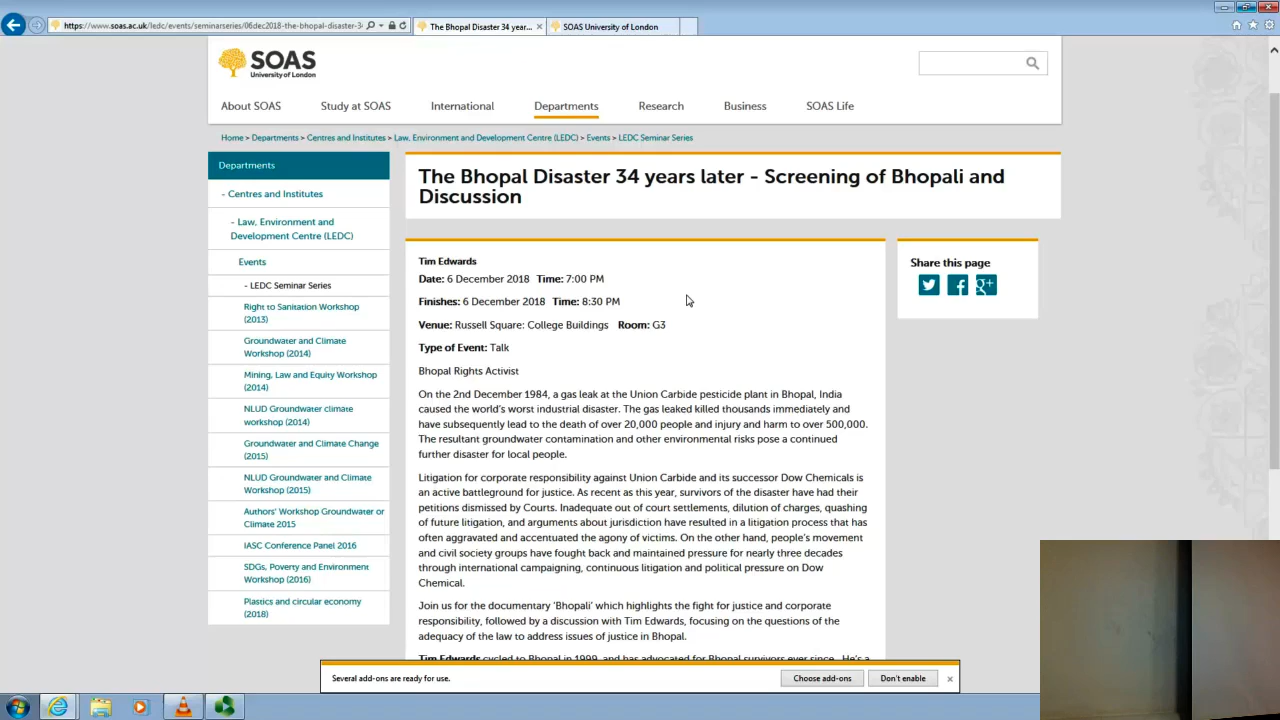 https://www.soas.ac.uk/ledc/events/seminarseries/06dec2018-the-bhopal-disaster-3
The Bhopal Disaster 34 year...
SOAS University of London
SOAS
University of London
About SOAS
Study at SOAS
International
Departments
Research
Business
SOAS Life
Home > Departments > Centres and Institutes > Law, Environment and Development Centre (LEDC) > Events > LEDC Seminar Series
Departments
- Centres and Institutes
- Law, Environment and
Development Centre (LEDC)
Events
- LEDC Seminar Series
Right to Sanitation Workshop
(2013)
Groundwater and Climate
Workshop (2014)
Mining, Law and Equity Workshop
(2014)
NLUD Groundwater climate
workshop (2014)
Groundwater and Climate Change
(2015)
NLUD Groundwater and Climate
Workshop (2015)
Authors' Workshop Groundwater or
Climate 2015
IASC Conference Panel 2016
SDGs, Poverty and Environment
Workshop (2016)
Plastics and circular economy
(2018)
The Bhopal Disaster 34 years later - Screening of Bhopali and
Discussion
Tim Edwards
Date: 6 December 2018 Time: 7:00 PM
Finishes: 6 December 2018 Time: 8:30 PM
Venue: Russell Square: College Buildings Room: G3
Type of Event: Talk
Bhopal Rights Activist
On the 2nd December 1984, a gas leak at the Union Carbide pesticide plant in Bhopal, India
caused the world's worst industrial disaster. The gas leaked killed thousands immediately and
have subsequently lead to the death of over 20,000 people and injury and harm to over 500,000.
The resultant groundwater contamination and other environmental risks pose a continued
further disaster for local people.
Litigation for corporate responsibility against Union Carbide and its successor Dow Chemicals is
an active battleground for justice. As recent as this year, survivors of the disaster have had their
petitions dismissed by Courts. Inadequate out of court settlements, dilution of charges, quashing
of future litigation, and arguments about jurisdiction have resulted in a litigation process that has
often aggravated and accentuated the agony of victims. On the other hand, people's movement
and civil society groups have fought back and maintained pressure for nearly three decades
through international campaigning, continuous litigation and political pressure on Dow
Chemical.
Join us for the documentary 'Bhopali' which highlights the fight for justice and corporate
responsibility, followed by a discussion with Tim Edwards, focusing on the questions of the
adequacy of the law to address issues of justice in Bhopal.
Tim Edwards cycled to Bhopal in 1999, and has advocated for Bhopal survivors ever since. He's a
Share this page
Several add-ons are ready for use.
Choose add-ons
Don't enable